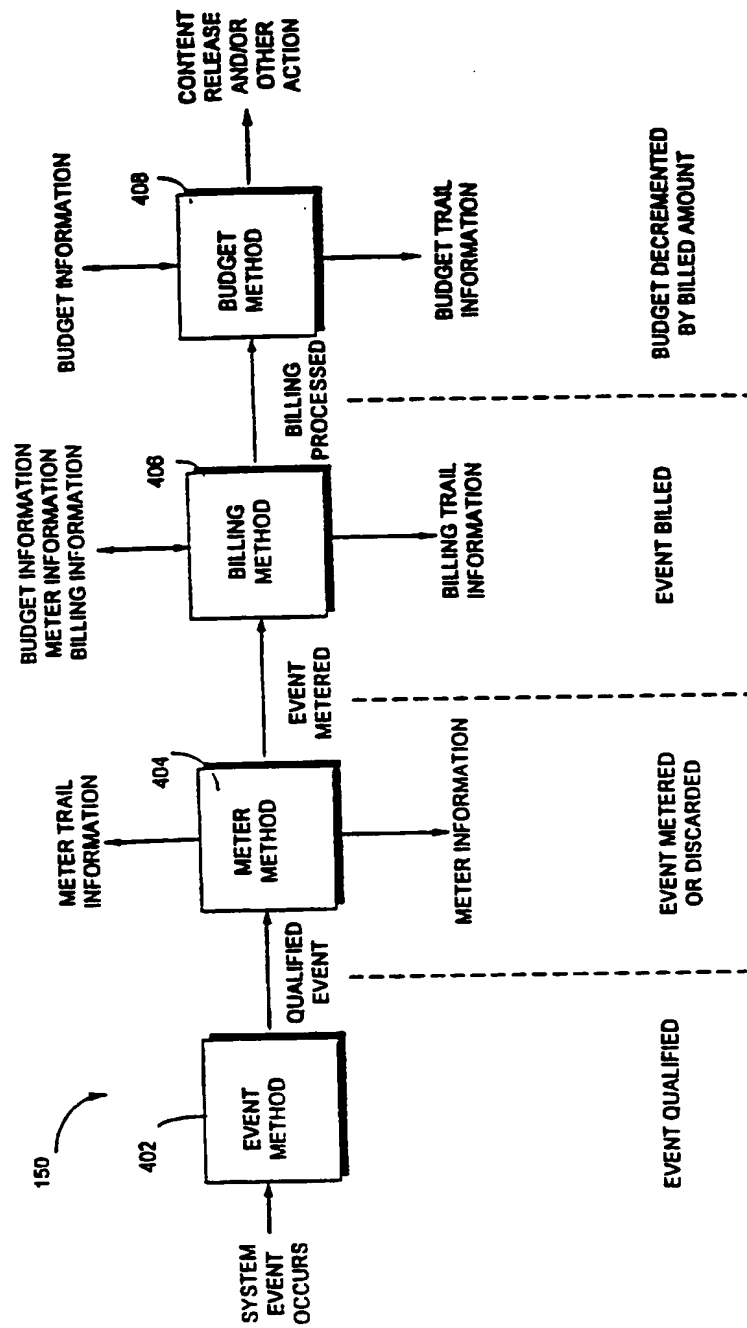 150
SYSTEM
EVENT
OCCURS
402
EVENT
METHOD
QUALIFIED
EVENT
EVENT QUALIFIED
METER TRAIL
INFORMATION
404
METER
METHOD
METER INFORMATION
EVENT
METERED
EVENT METERED
OR DISCARDED
BUDGET INFORMATION
METER INFORMATION
BILLING INFORMATION
406
BILLING
METHOD
BILLING TRAIL
INFORMATION
BILLING
PROCESSED
EVENT BILLED
BUDGET INFORMATION
408
BUDGET
METHOD
BUDGET TRAIL
INFORMATION
CONTENT
RELEASE
AND/OR
OTHER
ACTION
BUDGET DECREMENTED
BY BILLED AMOUNT